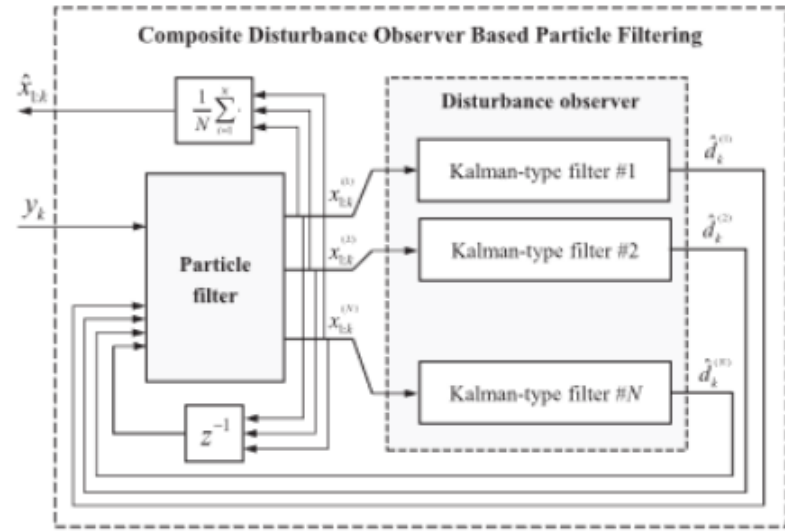 Composite Disturbance Observer Based Particle Filtering
x̂₁:ₖ
1/N ∑ᵢ₌₁ᴺ ·
Disturbance observer
Kalman-type filter #1
d̂ₖ⁽¹⁾
x₁:ₖ⁽¹⁾
yₖ
Kalman-type filter #2
d̂ₖ⁽²⁾
x₁:ₖ⁽²⁾
Particle
filter
x₁:ₖ⁽ᴺ⁾
Kalman-type filter #N
d̂ₖ⁽ᴺ⁾
z⁻¹